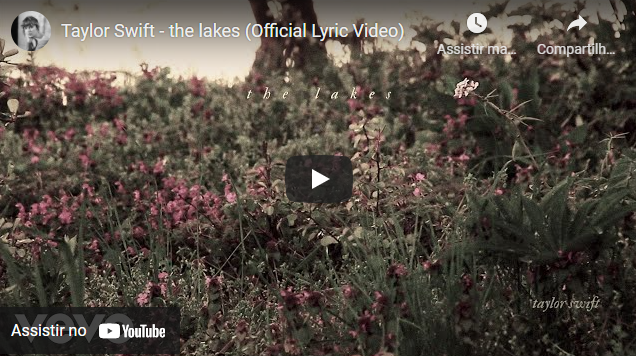 Taylor Swift - the lakes (Official Lyric Video)
Assistir ma...
Compartilh...
the lakes
taylor swift
Assistir no YouTube
vevo